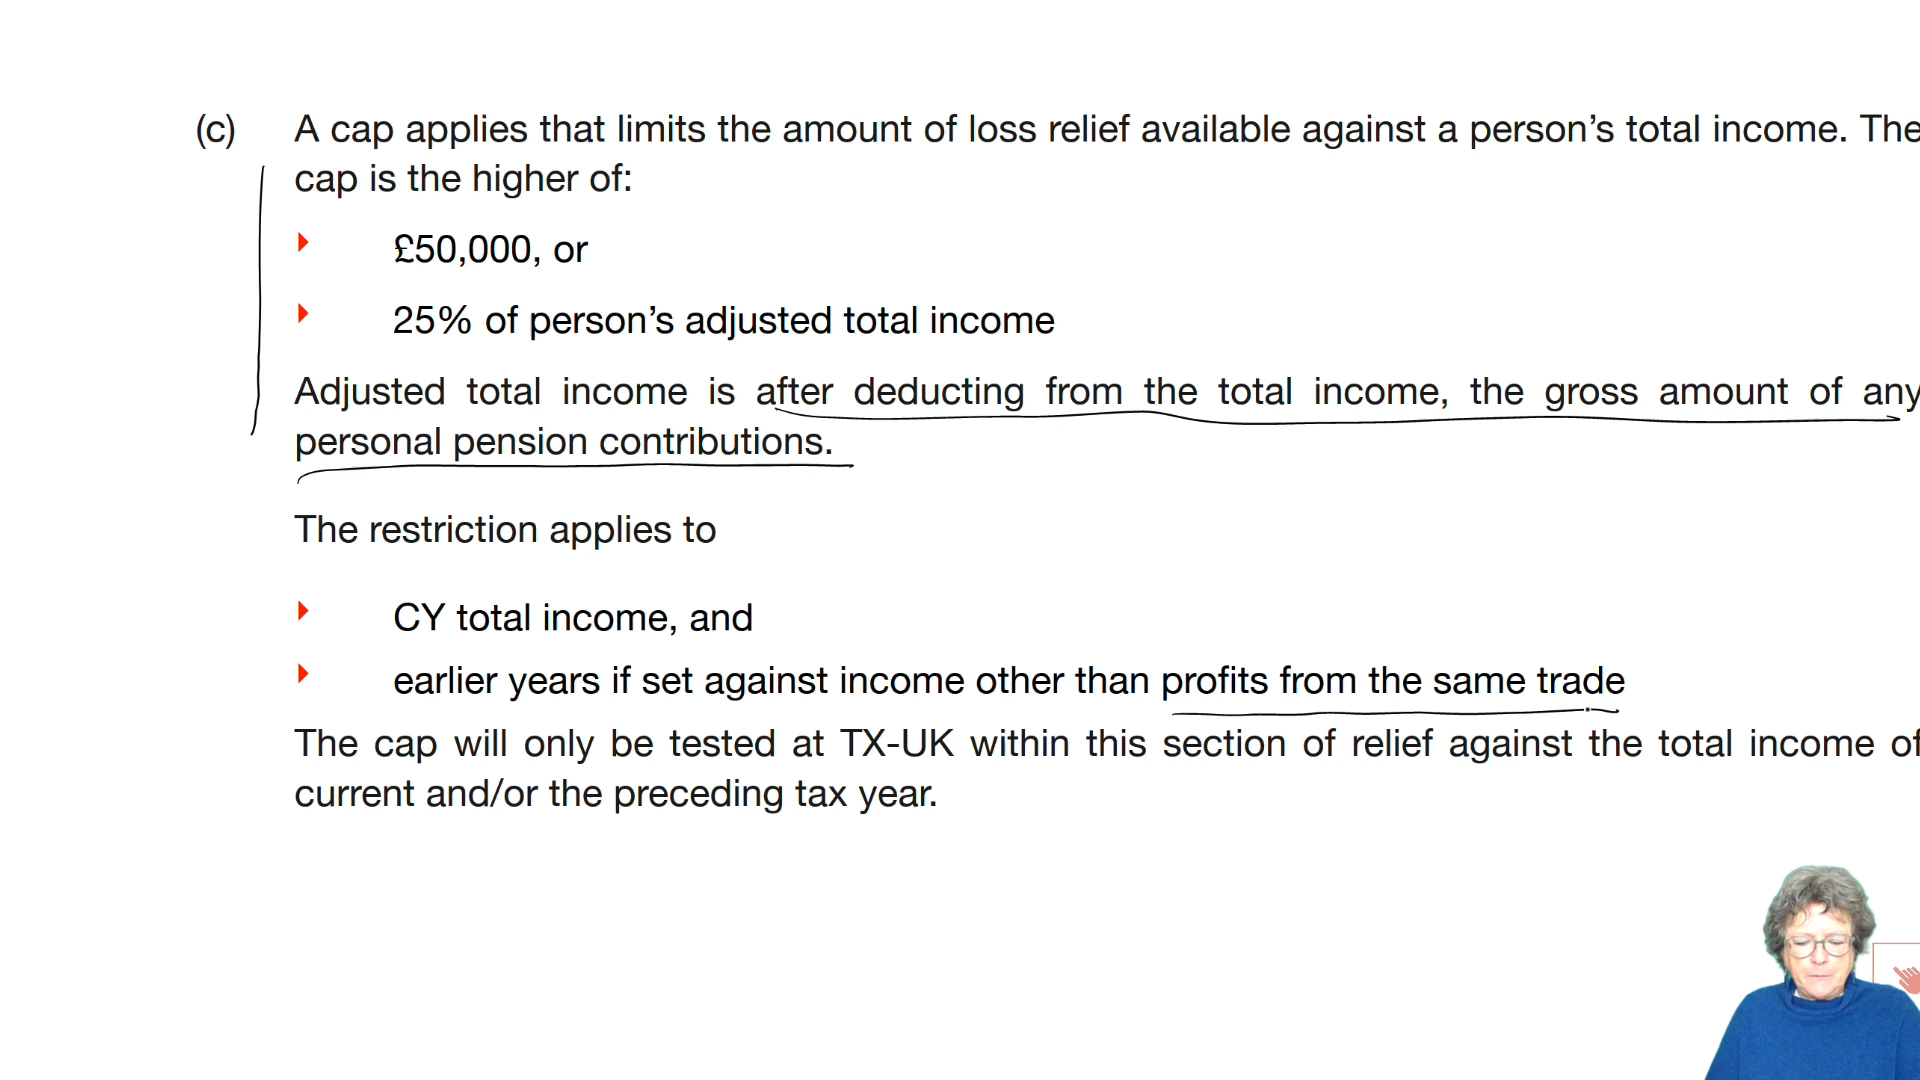 (c) A cap applies that limits the amount of loss relief available against a person’s total income. The
cap is the higher of:
£50,000, or
25% of person’s adjusted total income
Adjusted total income is after deducting from the total income, the gross amount of any
personal pension contributions.
The restriction applies to
CY total income, and
earlier years if set against income other than profits from the same trade
The cap will only be tested at TX-UK within this section of relief against the total income of
current and/or the preceding tax year.